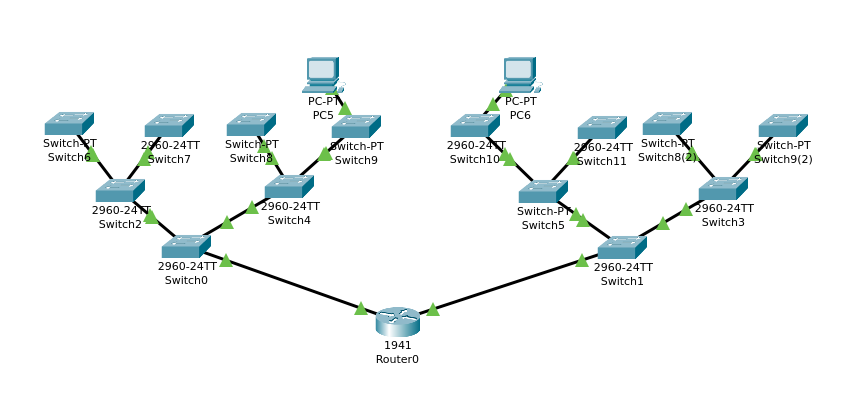 PC-PT
PC5
PC-PT
PC6
Switch-PT
Switch6
2960-24TT
Switch7
Switch-PT
Switch8
Switch-PT
Switch9
2960-24TT
Switch10
2960-24TT
Switch11
Switch-PT
Switch8(2)
Switch-PT
Switch9(2)
2960-24TT
Switch2
2960-24TT
Switch4
Switch-PT
Switch5
2960-24TT
Switch3
2960-24TT
Switch0
2960-24TT
Switch1
1941
Router0